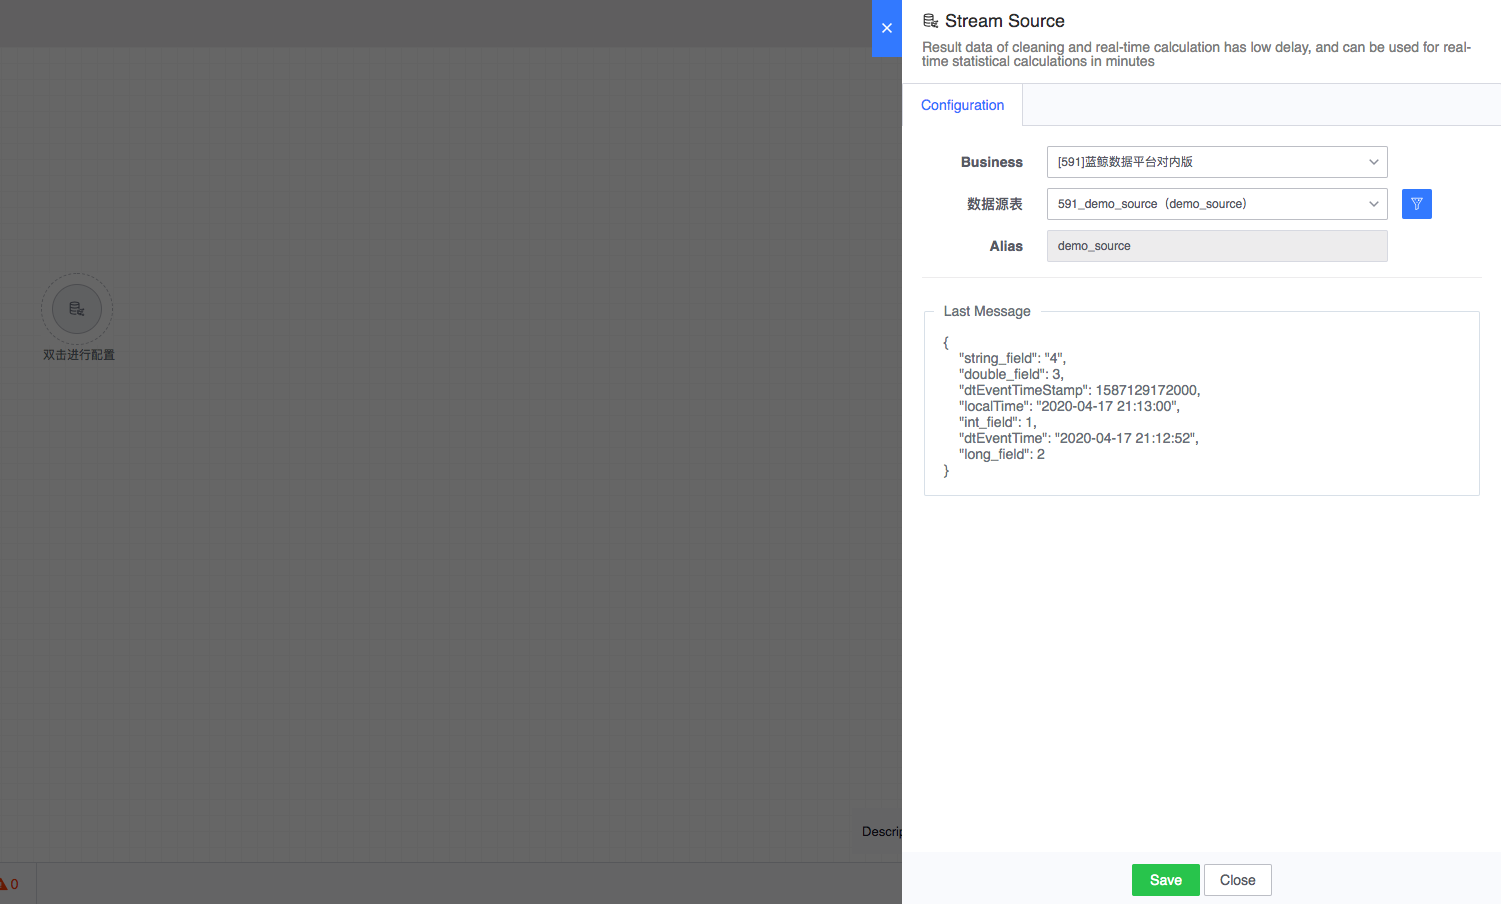 Stream Source
Result data of cleaning and real-time calculation has low delay, and can be used for real-
time statistical calculations in minutes
Configuration
Business
[591]蓝鲸数据平台对内版
数据源表
591_demo_source（demo_source）
Alias
demo_source
双击进行配置
Last Message
{
"string_field": "4",
"double_field": 3,
"dtEventTimeStamp": 1587129172000,
"localTime": "2020-04-17 21:13:00",
"int_field": 1,
"dtEventTime": "2020-04-17 21:12:52",
"long_field": 2
}
Descrip
0
Save
Close